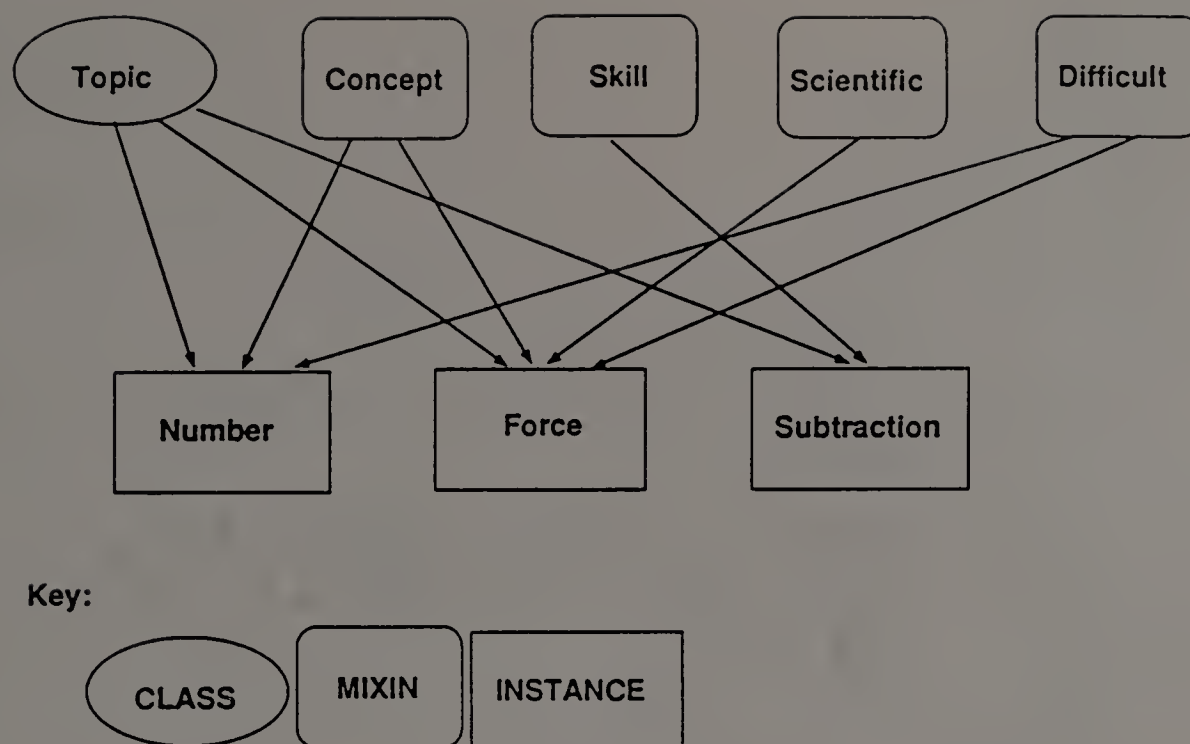 Topic
Concept
Skill
Scientific
Difficult
Number
Force
Subtraction
Key:
CLASS
MIXIN
INSTANCE